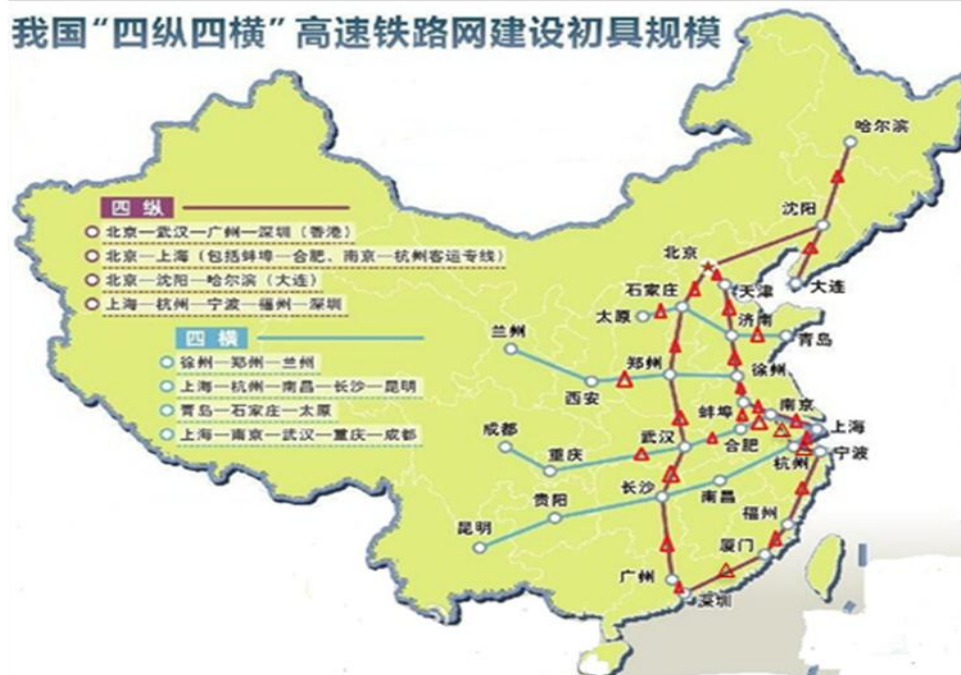 我国“四纵四横”高速铁路网建设初具规模
哈尔滨
沈阳
四 纵
北京—武汉—广州—深圳(香港)
北京—上海(包括蚌埠—合肥、南京—杭州客运专线)
北京—沈阳—哈尔滨(大连)
上海—杭州—宁波—福州—深圳
北京
大连
天津
石家庄
太原
济南
青岛
四 横
徐州—郑州—兰州
上海—杭州—南昌—长沙—昆明
青岛—石家庄—太原
上海—南京—武汉—重庆—成都
兰州
郑州
徐州
西安
蚌埠
南京
上海
成都
武汉
合肥
杭州
宁波
重庆
长沙
南昌
贵阳
福州
昆明
厦门
广州
深圳